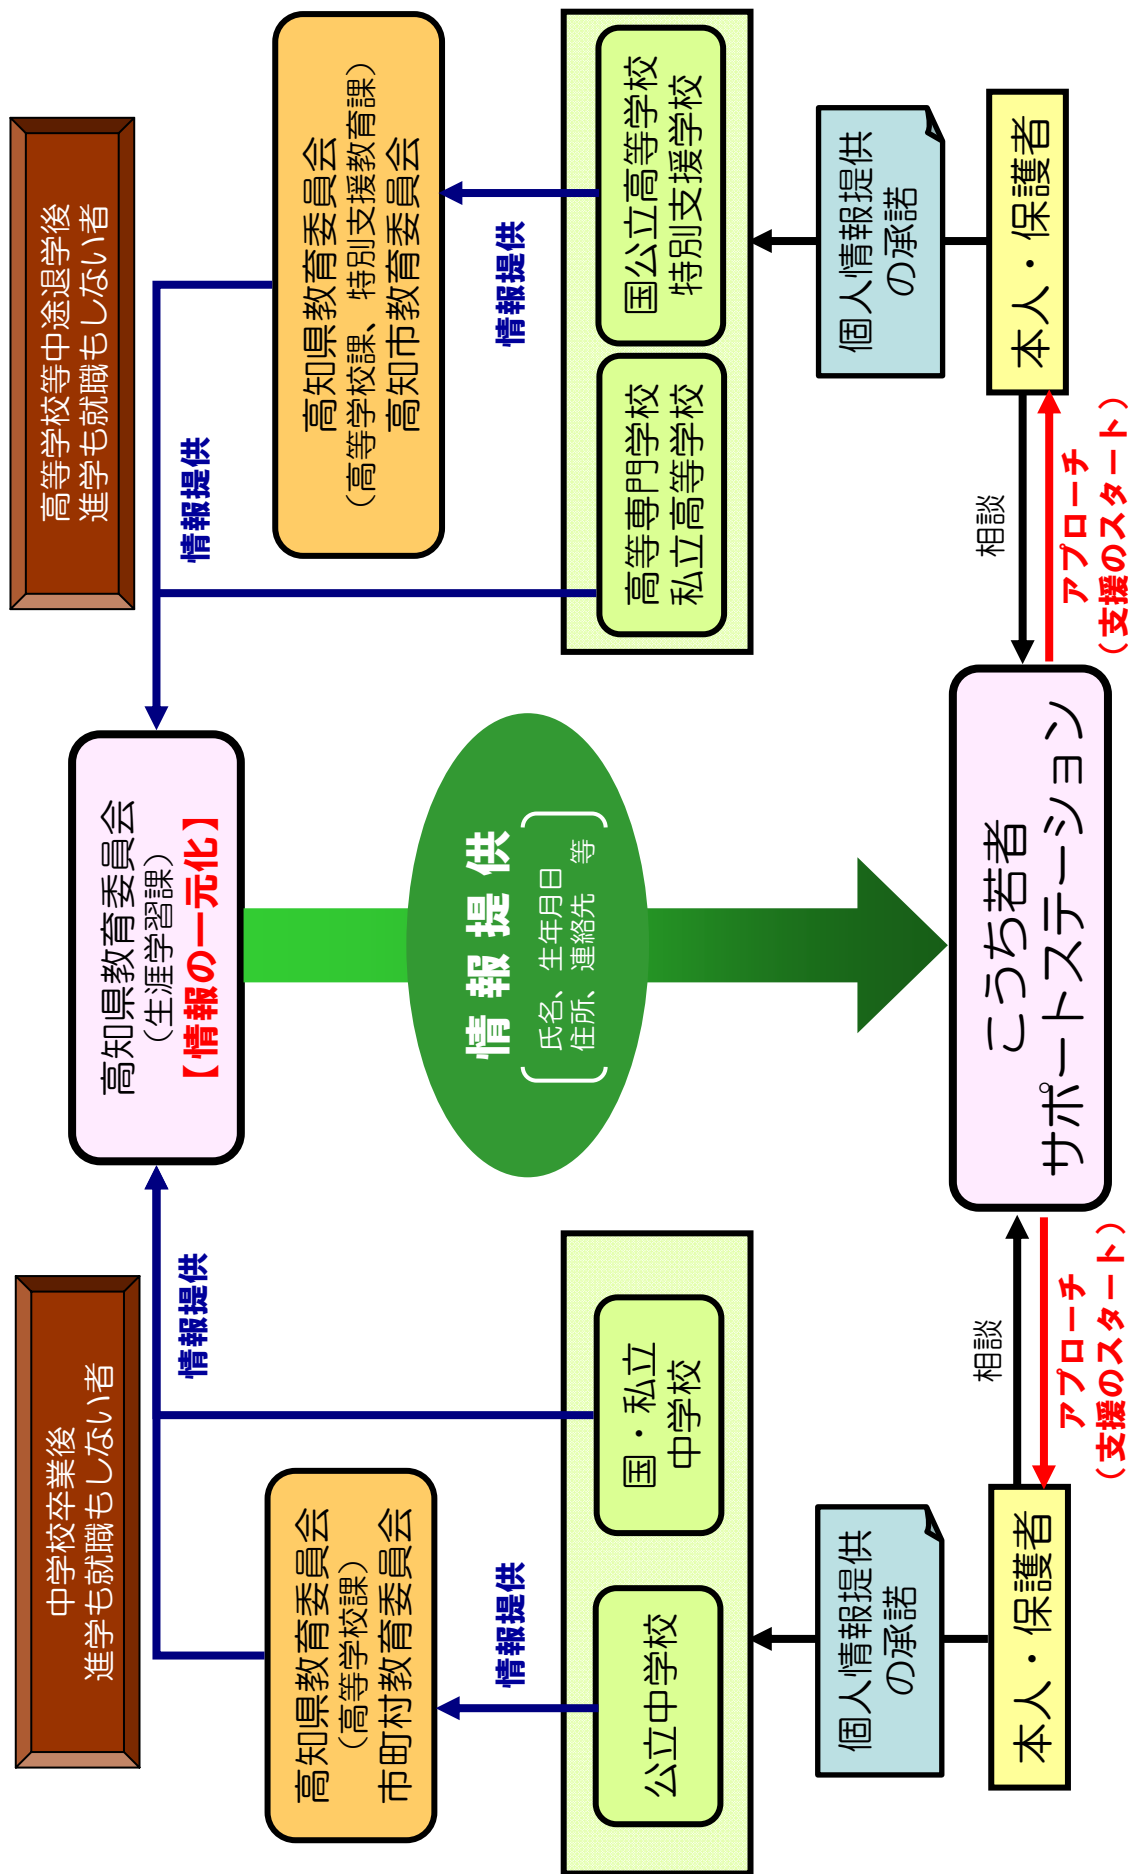 中学校卒業後
進学も就職もしない者
高等学校等中途退学後
進学も就職もしない者
高知県教育委員会
（生涯学習課）
【情報の一元化】
情報提供
情報提供
高知県教育委員会
（高等学校課）
市町村教育委員会
高知県教育委員会
（高等学校課、特別支援教育課）
高知市教育委員会
情報提供
氏名、生年月日
住所、連絡先　等
情報提供
情報提供
公立中学校
国・私立
中学校
高等専門学校
私立高等学校
国公立高等学校
特別支援学校
個人情報提供
の承諾
個人情報提供
の承諾
本人・保護者
相談
アプローチ
（支援のスタート）
こうち若者
サポートステーション
相談
アプローチ
（支援のスタート）
本人・保護者